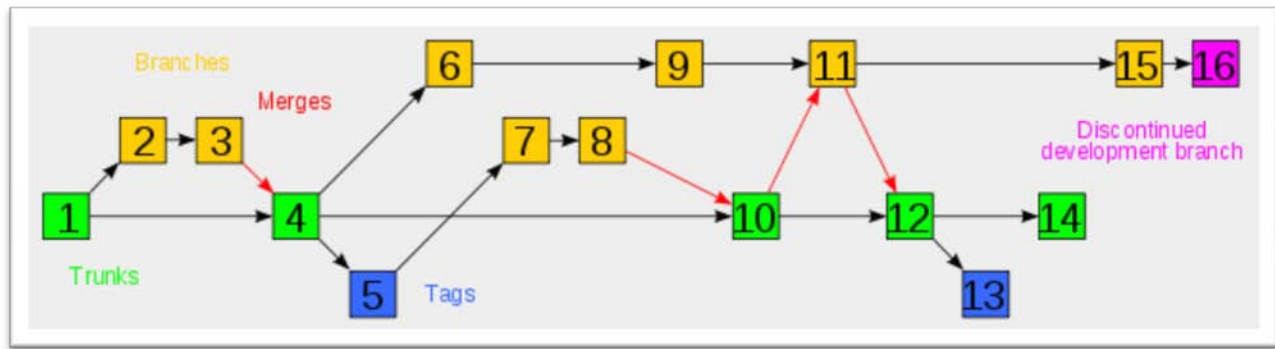 6
9
11
15
16
Branches
Merges
2
3
7
8
Discontinued
development branch
1
4
10
12
14
Trunks
5
Tags
13